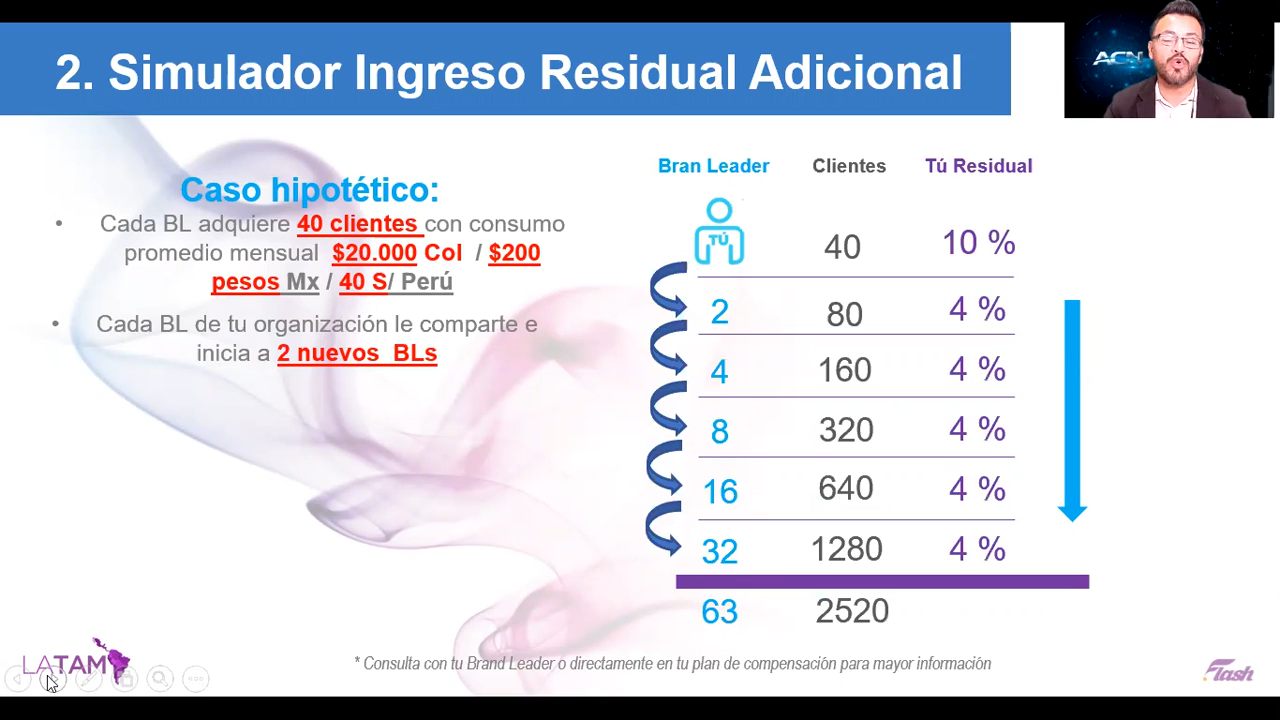 2. Simulador Ingreso Residual Adicional
ACN
Caso hipotético:
• Cada BL adquiere 40 clientes con consumo
promedio mensual $20.000 Col / $200
pesos Mx / 40 S/ Perú
• Cada BL de tu organización le comparte e
inicia a 2 nuevos BLs
Bran Leader Clientes Tú Residual
TÚ 40 10 %
2 80 4 %
4 160 4 %
8 320 4 %
16 640 4 %
32 1280 4 %
63 2520
* Consulta con tu Brand Leader o directamente en tu plan de compensación para mayor información
LATAM
Flash